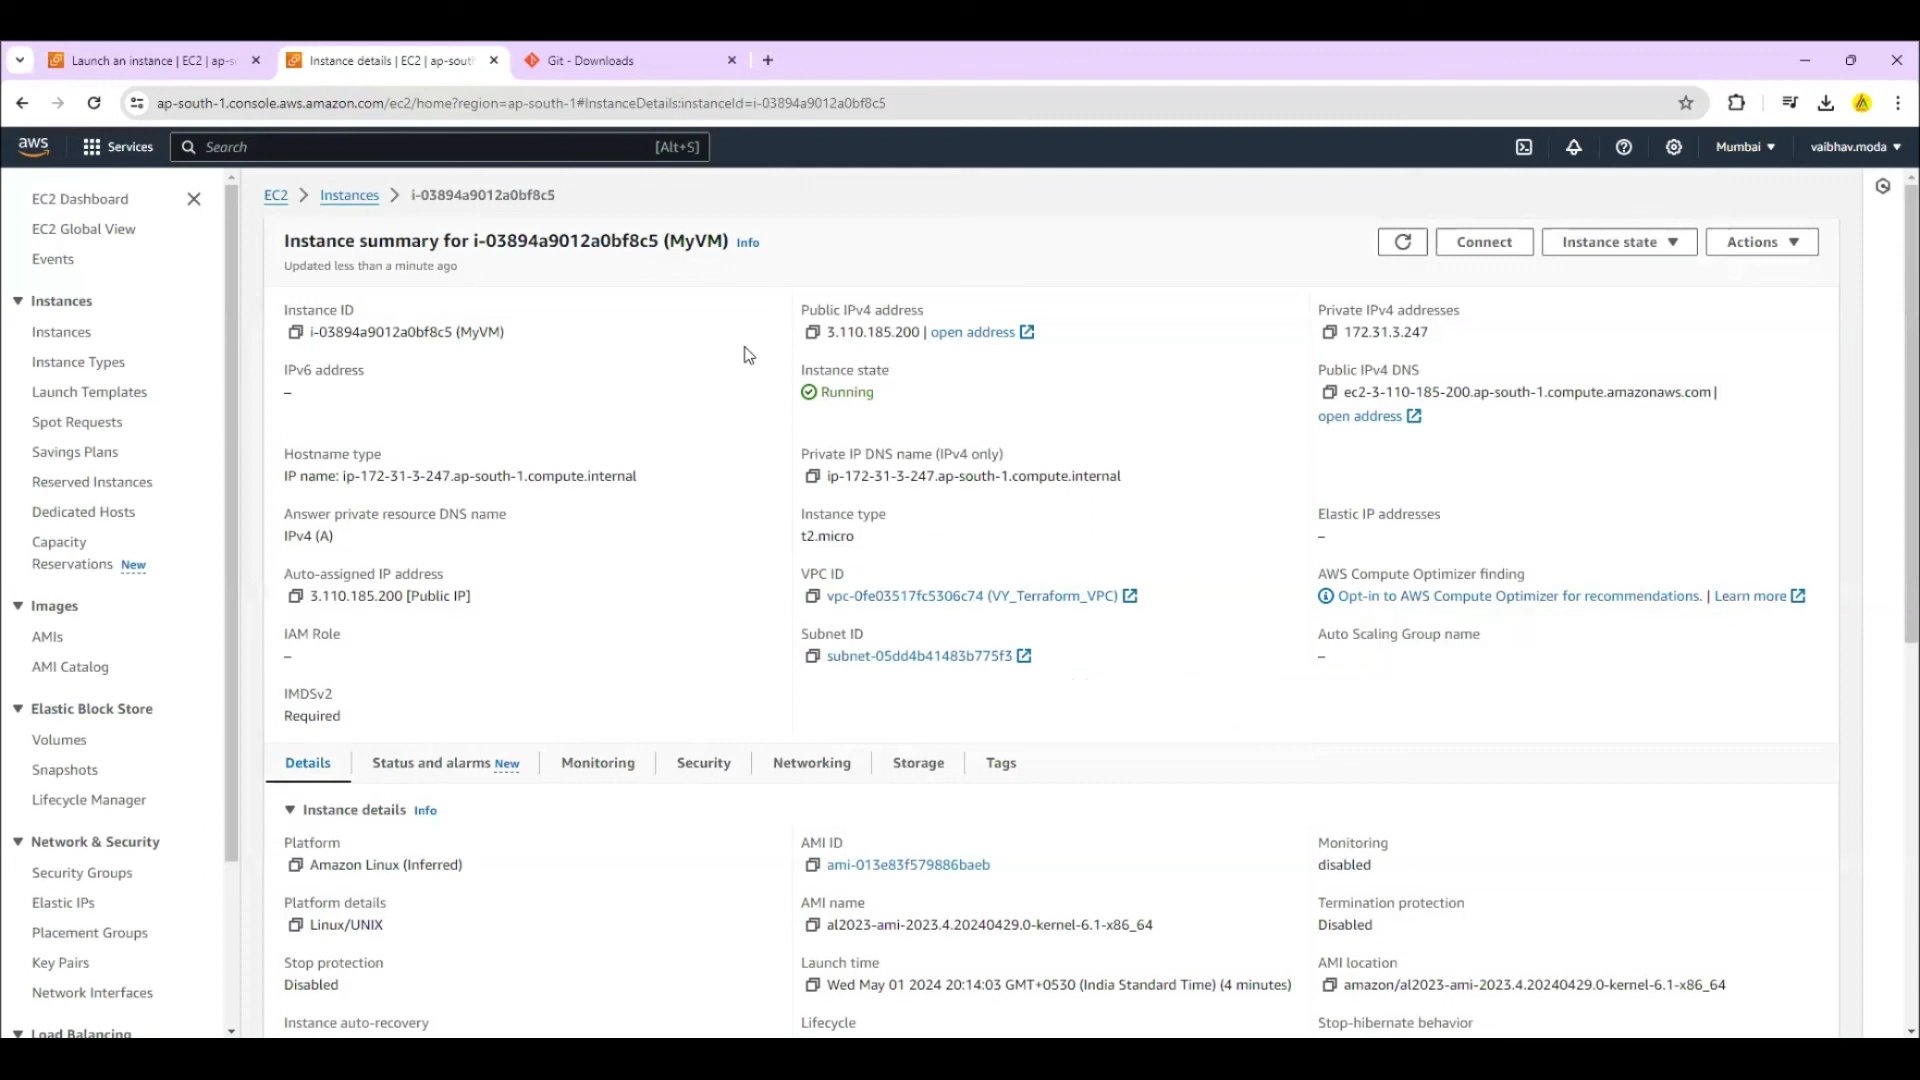 Launch an instance | EC2 | ap-s
Instance details | EC2 | ap-sout
Git - Downloads
ap-south-1.console.aws.amazon.com/ec2/home?region=ap-south-1#InstanceDetails:instanceId=i-03894a9012a0bf8c5
aws
Services
Search
[Alt+S]
Mumbai
vaibhav.moda
EC2 Dashboard
EC2 Global View
Events
Instances
Instances
Instance Types
Launch Templates
Spot Requests
Savings Plans
Reserved Instances
Dedicated Hosts
Capacity
Reservations New
Images
AMIs
AMI Catalog
Elastic Block Store
Volumes
Snapshots
Lifecycle Manager
Network & Security
Security Groups
Elastic IPs
Placement Groups
Key Pairs
Network Interfaces
Load Balancing
EC2 > Instances > i-03894a9012a0bf8c5
Instance summary for i-03894a9012a0bf8c5 (MyVM) Info
Updated less than a minute ago
Connect
Instance state
Actions
Instance ID
i-03894a9012a0bf8c5 (MyVM)
Public IPv4 address
3.110.185.200 | open address
Private IPv4 addresses
172.31.3.247
IPv6 address
–
Instance state
Running
Public IPv4 DNS
ec2-3-110-185-200.ap-south-1.compute.amazonaws.com |
open address
Hostname type
IP name: ip-172-31-3-247.ap-south-1.compute.internal
Private IP DNS name (IPv4 only)
ip-172-31-3-247.ap-south-1.compute.internal
Answer private resource DNS name
IPv4 (A)
Instance type
t2.micro
Elastic IP addresses
–
Auto-assigned IP address
3.110.185.200 [Public IP]
VPC ID
vpc-0fe03517fc5306c74 (VY_Terraform_VPC)
AWS Compute Optimizer finding
Opt-in to AWS Compute Optimizer for recommendations. | Learn more
IAM Role
–
Subnet ID
subnet-05dd4b41483b775f3
Auto Scaling Group name
–
IMDSv2
Required
Details
Status and alarms New
Monitoring
Security
Networking
Storage
Tags
Instance details Info
Platform
Amazon Linux (Inferred)
AMI ID
ami-013e83f579886baeb
Monitoring
disabled
Platform details
Linux/UNIX
AMI name
al2023-ami-2023.4.20240429.0-kernel-6.1-x86_64
Termination protection
Disabled
Stop protection
Disabled
Launch time
Wed May 01 2024 20:14:03 GMT+0530 (India Standard Time) (4 minutes)
AMI location
amazon/al2023-ami-2023.4.20240429.0-kernel-6.1-x86_64
Instance auto-recovery
Lifecycle
Stop-hibernate behavior